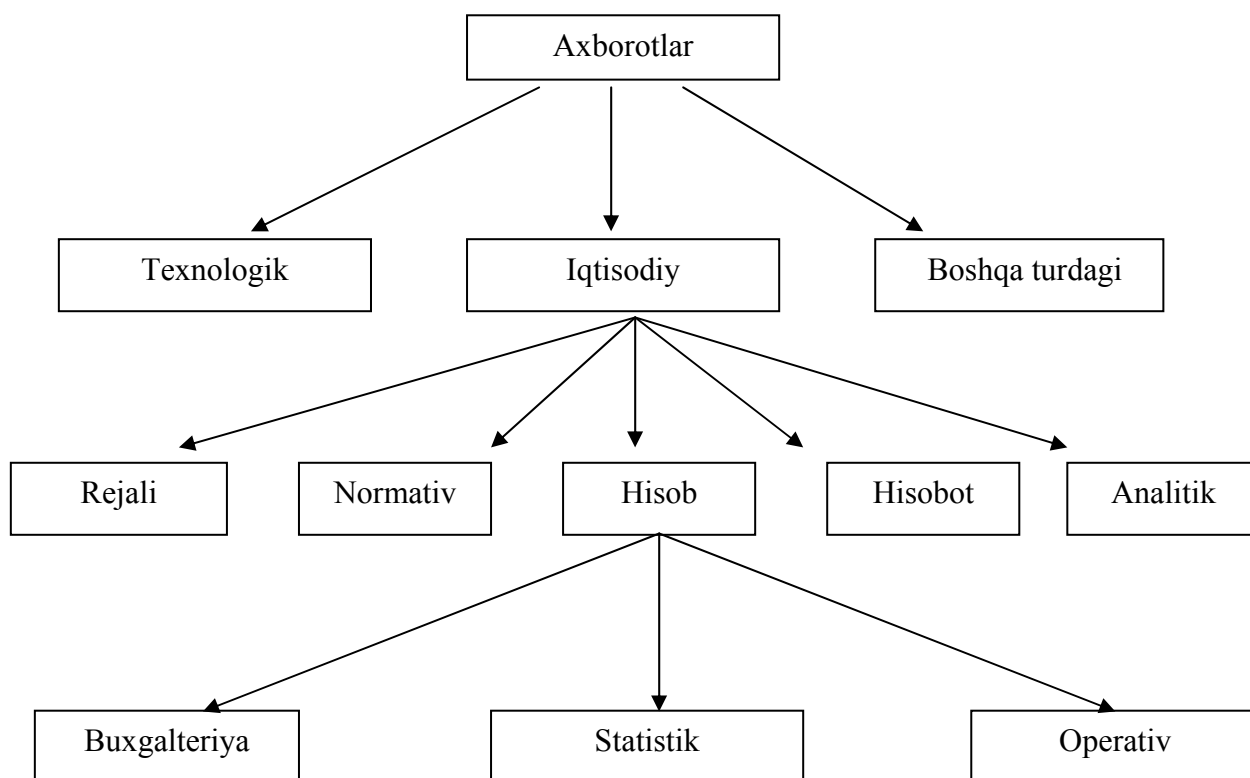 Axborotlar
Texnologik
Iqtisodiy
Boshqa turdagi
Rejali
Normativ
Hisob
Hisobot
Analitik
Buxgalteriya
Statistik
Operativ